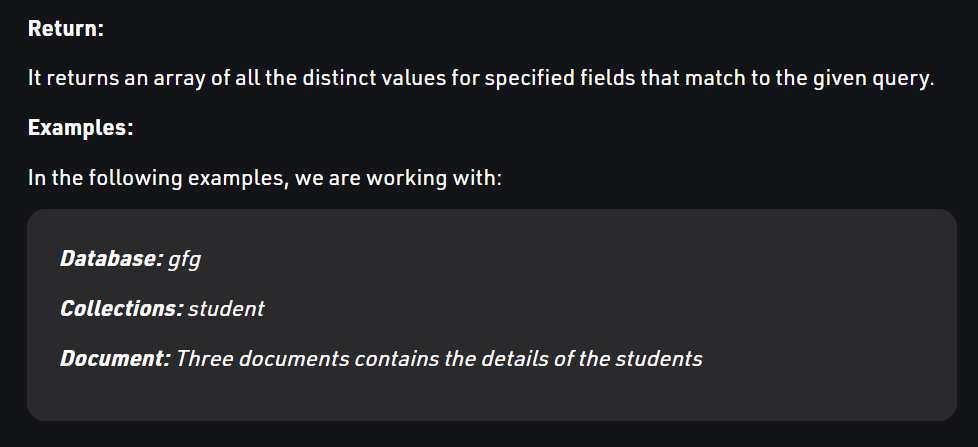 Return:
It returns an array of all the distinct values for specified fields that match to the given query.
Examples:
In the following examples, we are working with:
Database: gfg
Collections: student
Document: Three documents contains the details of the students